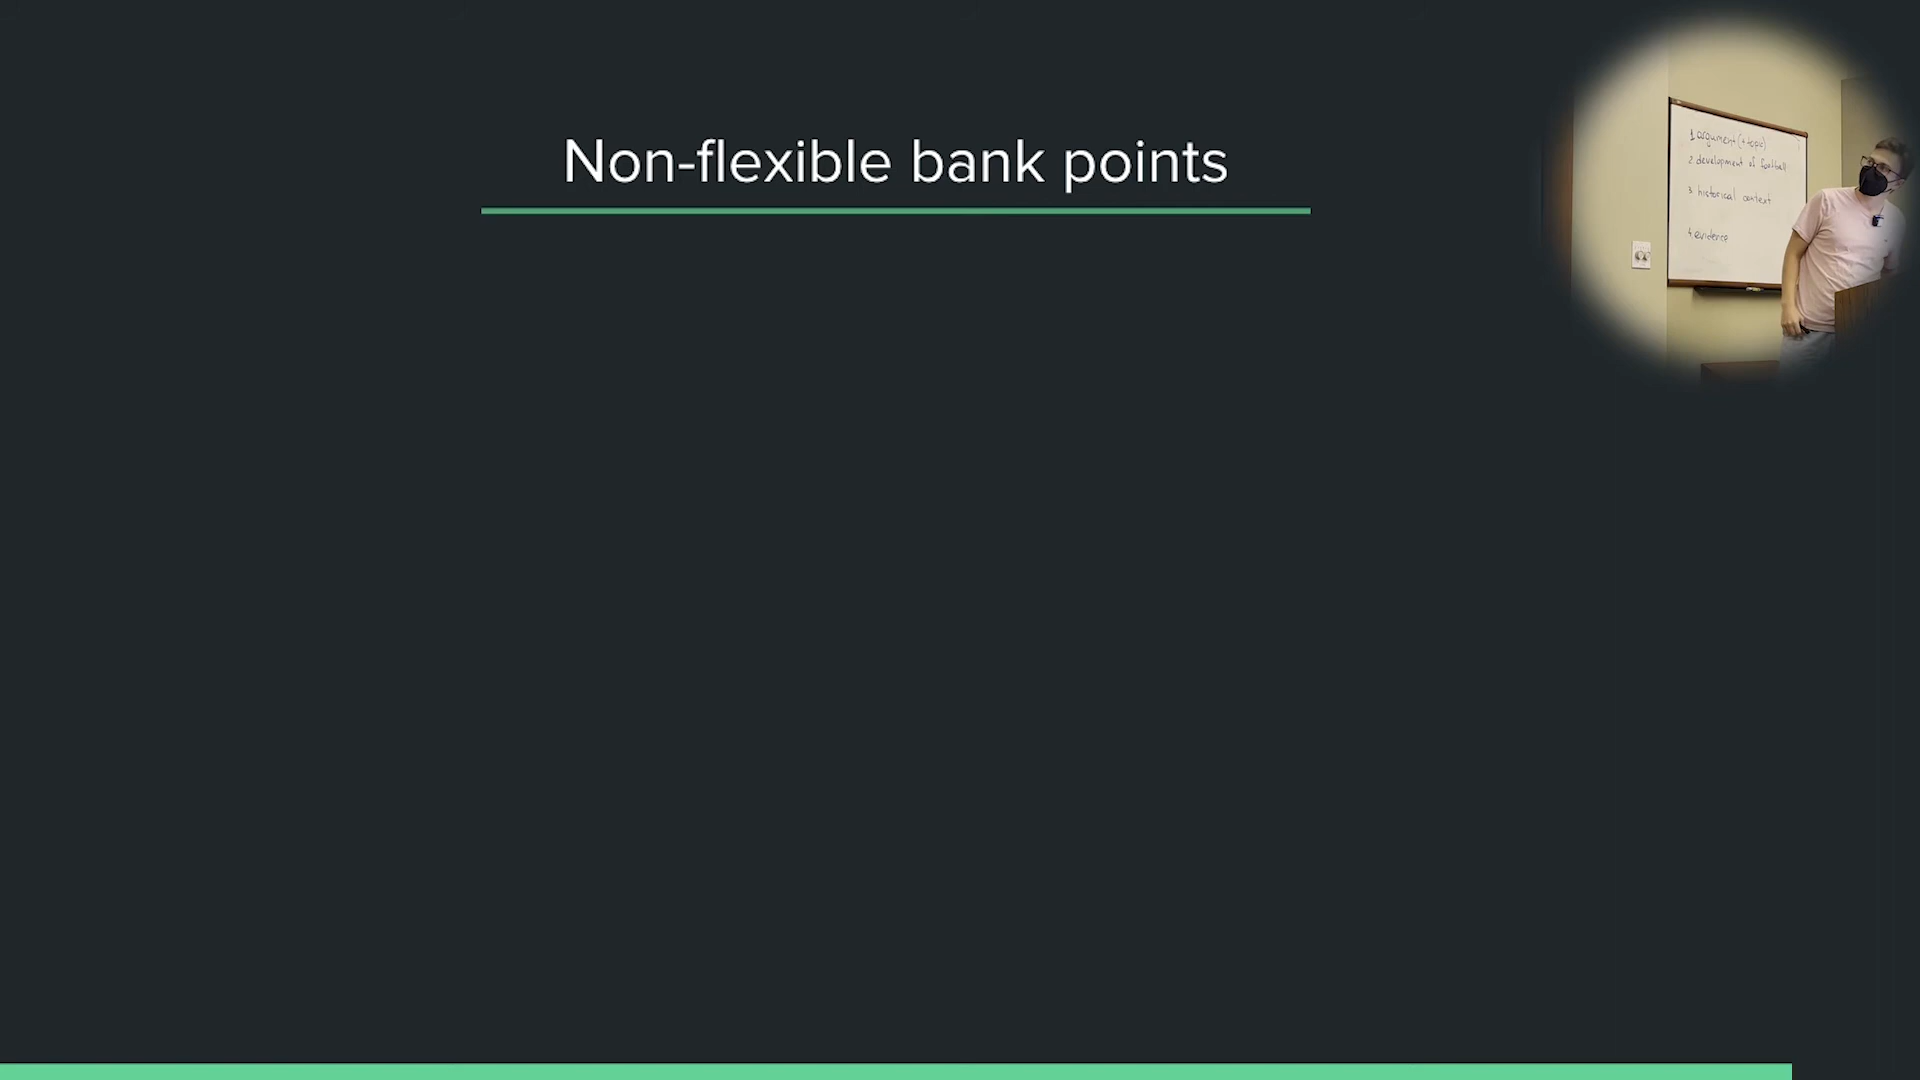 Non-flexible bank points
1 argument (+ topic)
2 development of football
3 historical context
4. evidence